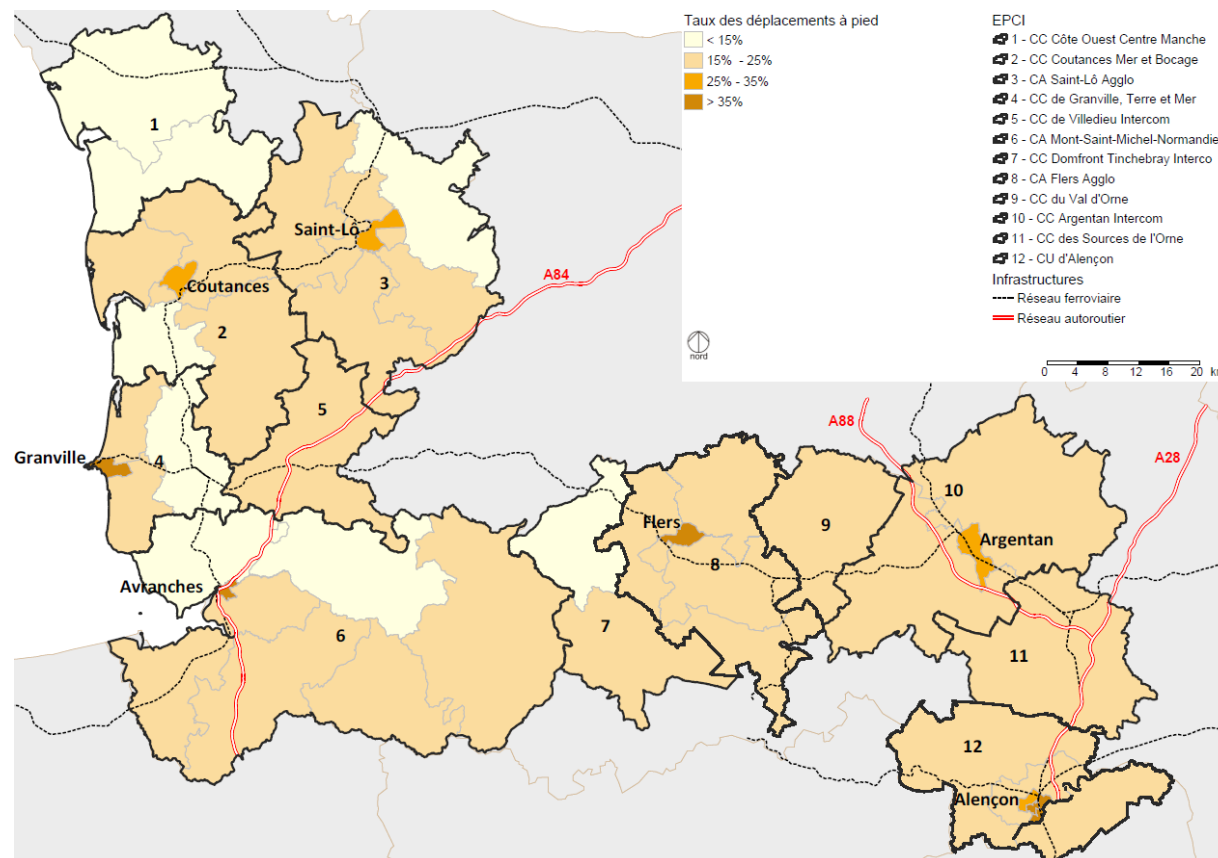 Taux des déplacements à pied
< 15%
15% - 25%
25% - 35%
> 35%
EPCI
1 - CC Côte Ouest Centre Manche
2 - CC Coutances Mer et Bocage
3 - CA Saint-Lô Agglo
4 - CC de Granville, Terre et Mer
5 - CC de Villedieu Intercom
6 - CA Mont-Saint-Michel-Normandie
7 - CC Domfront Tinchebray Interco
8 - CA Flers Agglo
9 - CC du Val d'Orne
10 - CC Argentan Intercom
11 - CC des Sources de l'Orne
12 - CU d'Alençon
Infrastructures
Réseau ferroviaire
Réseau autoroutier
nord
0 4 8 12 16 20
1
Saint-Lô
A84
Coutances
3
2
5
Granville
4
A88
A28
10
Flers
9
Argentan
8
Avranches
6
7
11
12
Alençon